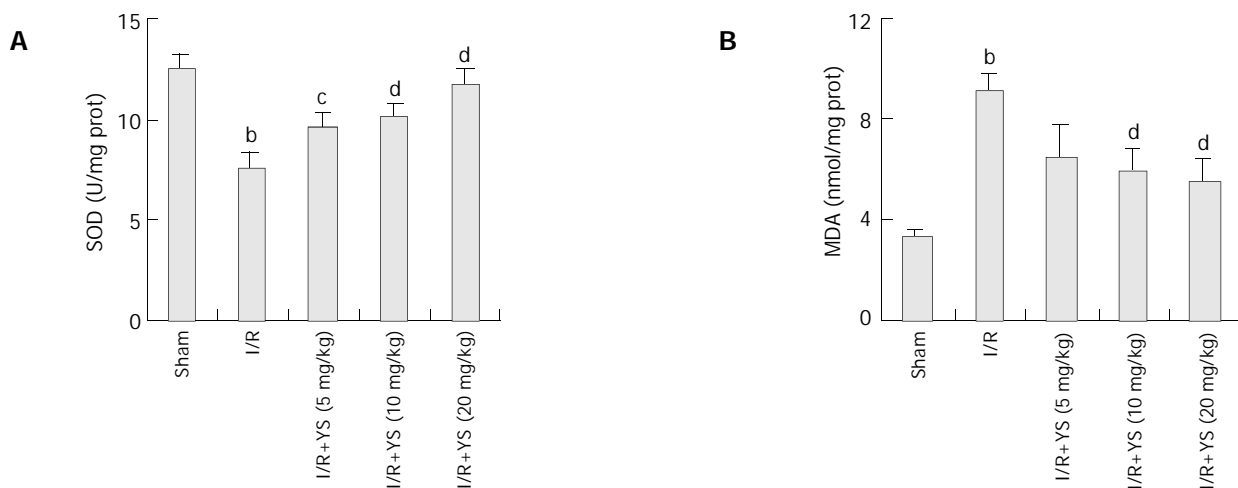 A
SOD (U/mg prot)
15
10
5
0
b
c
d
d
Sham
I/R
I/R+YS (5 mg/kg)
I/R+YS (10 mg/kg)
I/R+YS (20 mg/kg)
B
MDA (nmol/mg prot)
12
8
4
0
b
d
d
Sham
I/R
I/R+YS (5 mg/kg)
I/R+YS (10 mg/kg)
I/R+YS (20 mg/kg)